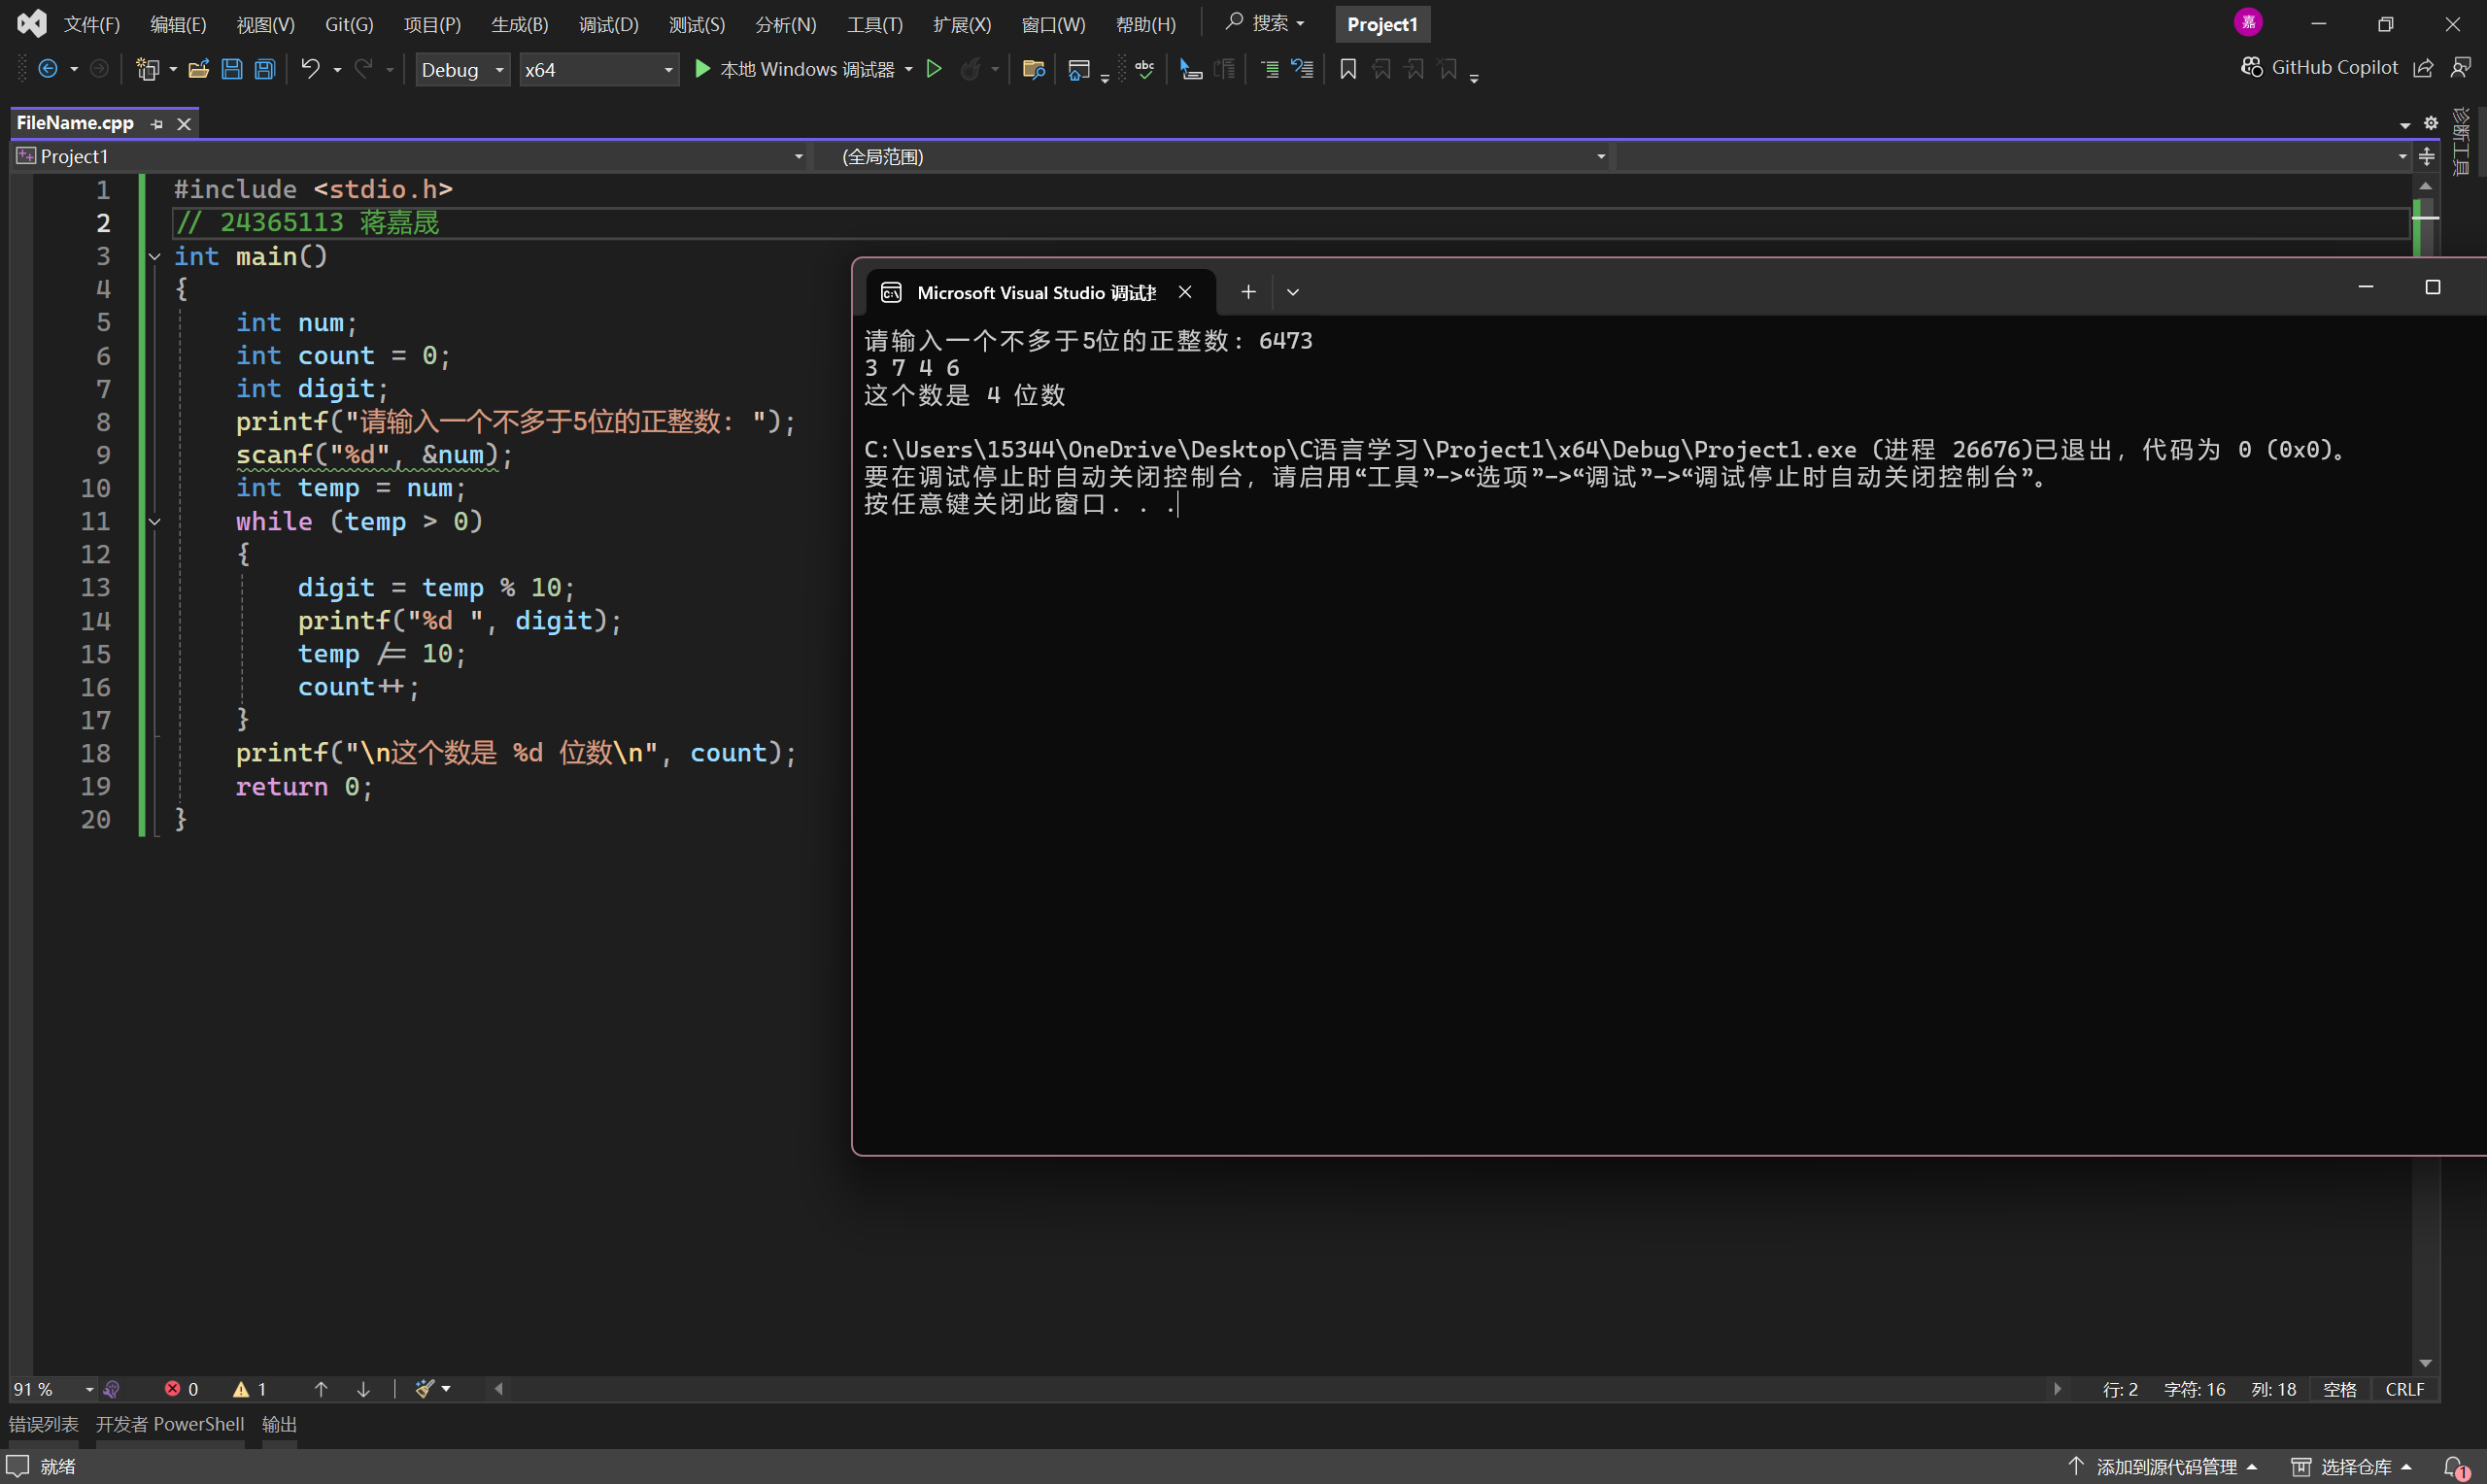 文件(F) 编辑(E) 视图(V) Git(G) 项目(P) 生成(B) 调试(D) 测试(S) 分析(N) 工具(T) 扩展(X) 窗口(W) 帮助(H) 搜索 Project1 嘉
Debug x64 本地 Windows 调试器 abc GitHub Copilot
FileName.cpp
诊断工具
Project1 (全局范围)
1 #include <stdio.h>
2 // 24365113 蒋嘉晟
3 int main()
4 {
5 int num;
6 int count = 0;
7 int digit;
8 printf("请输入一个不多于5位的正整数: ");
9 scanf("%d", &num);
10 int temp = num;
11 while (temp > 0)
12 {
13 digit = temp % 10;
14 printf("%d ", digit);
15 temp /= 10;
16 count++;
17 }
18 printf("\n这个数是 %d 位数\n", count);
19 return 0;
20 }
Microsoft Visual Studio 调试
请输入一个不多于5位的正整数: 6473
3 7 4 6
这个数是 4 位数
C:\Users\15344\OneDrive\Desktop\C语言学习\Project1\x64\Debug\Project1.exe (进程 26676)已退出，代码为 0 (0x0)。
要在调试停止时自动关闭控制台，请启用“工具”->“选项”->“调试”->“调试停止时自动关闭控制台”。
按任意键关闭此窗口. . .
91 % 0 1 行: 2 字符: 16 列: 18 空格 CRLF
错误列表 开发者 PowerShell 输出
就绪 添加到源代码管理 选择仓库 1